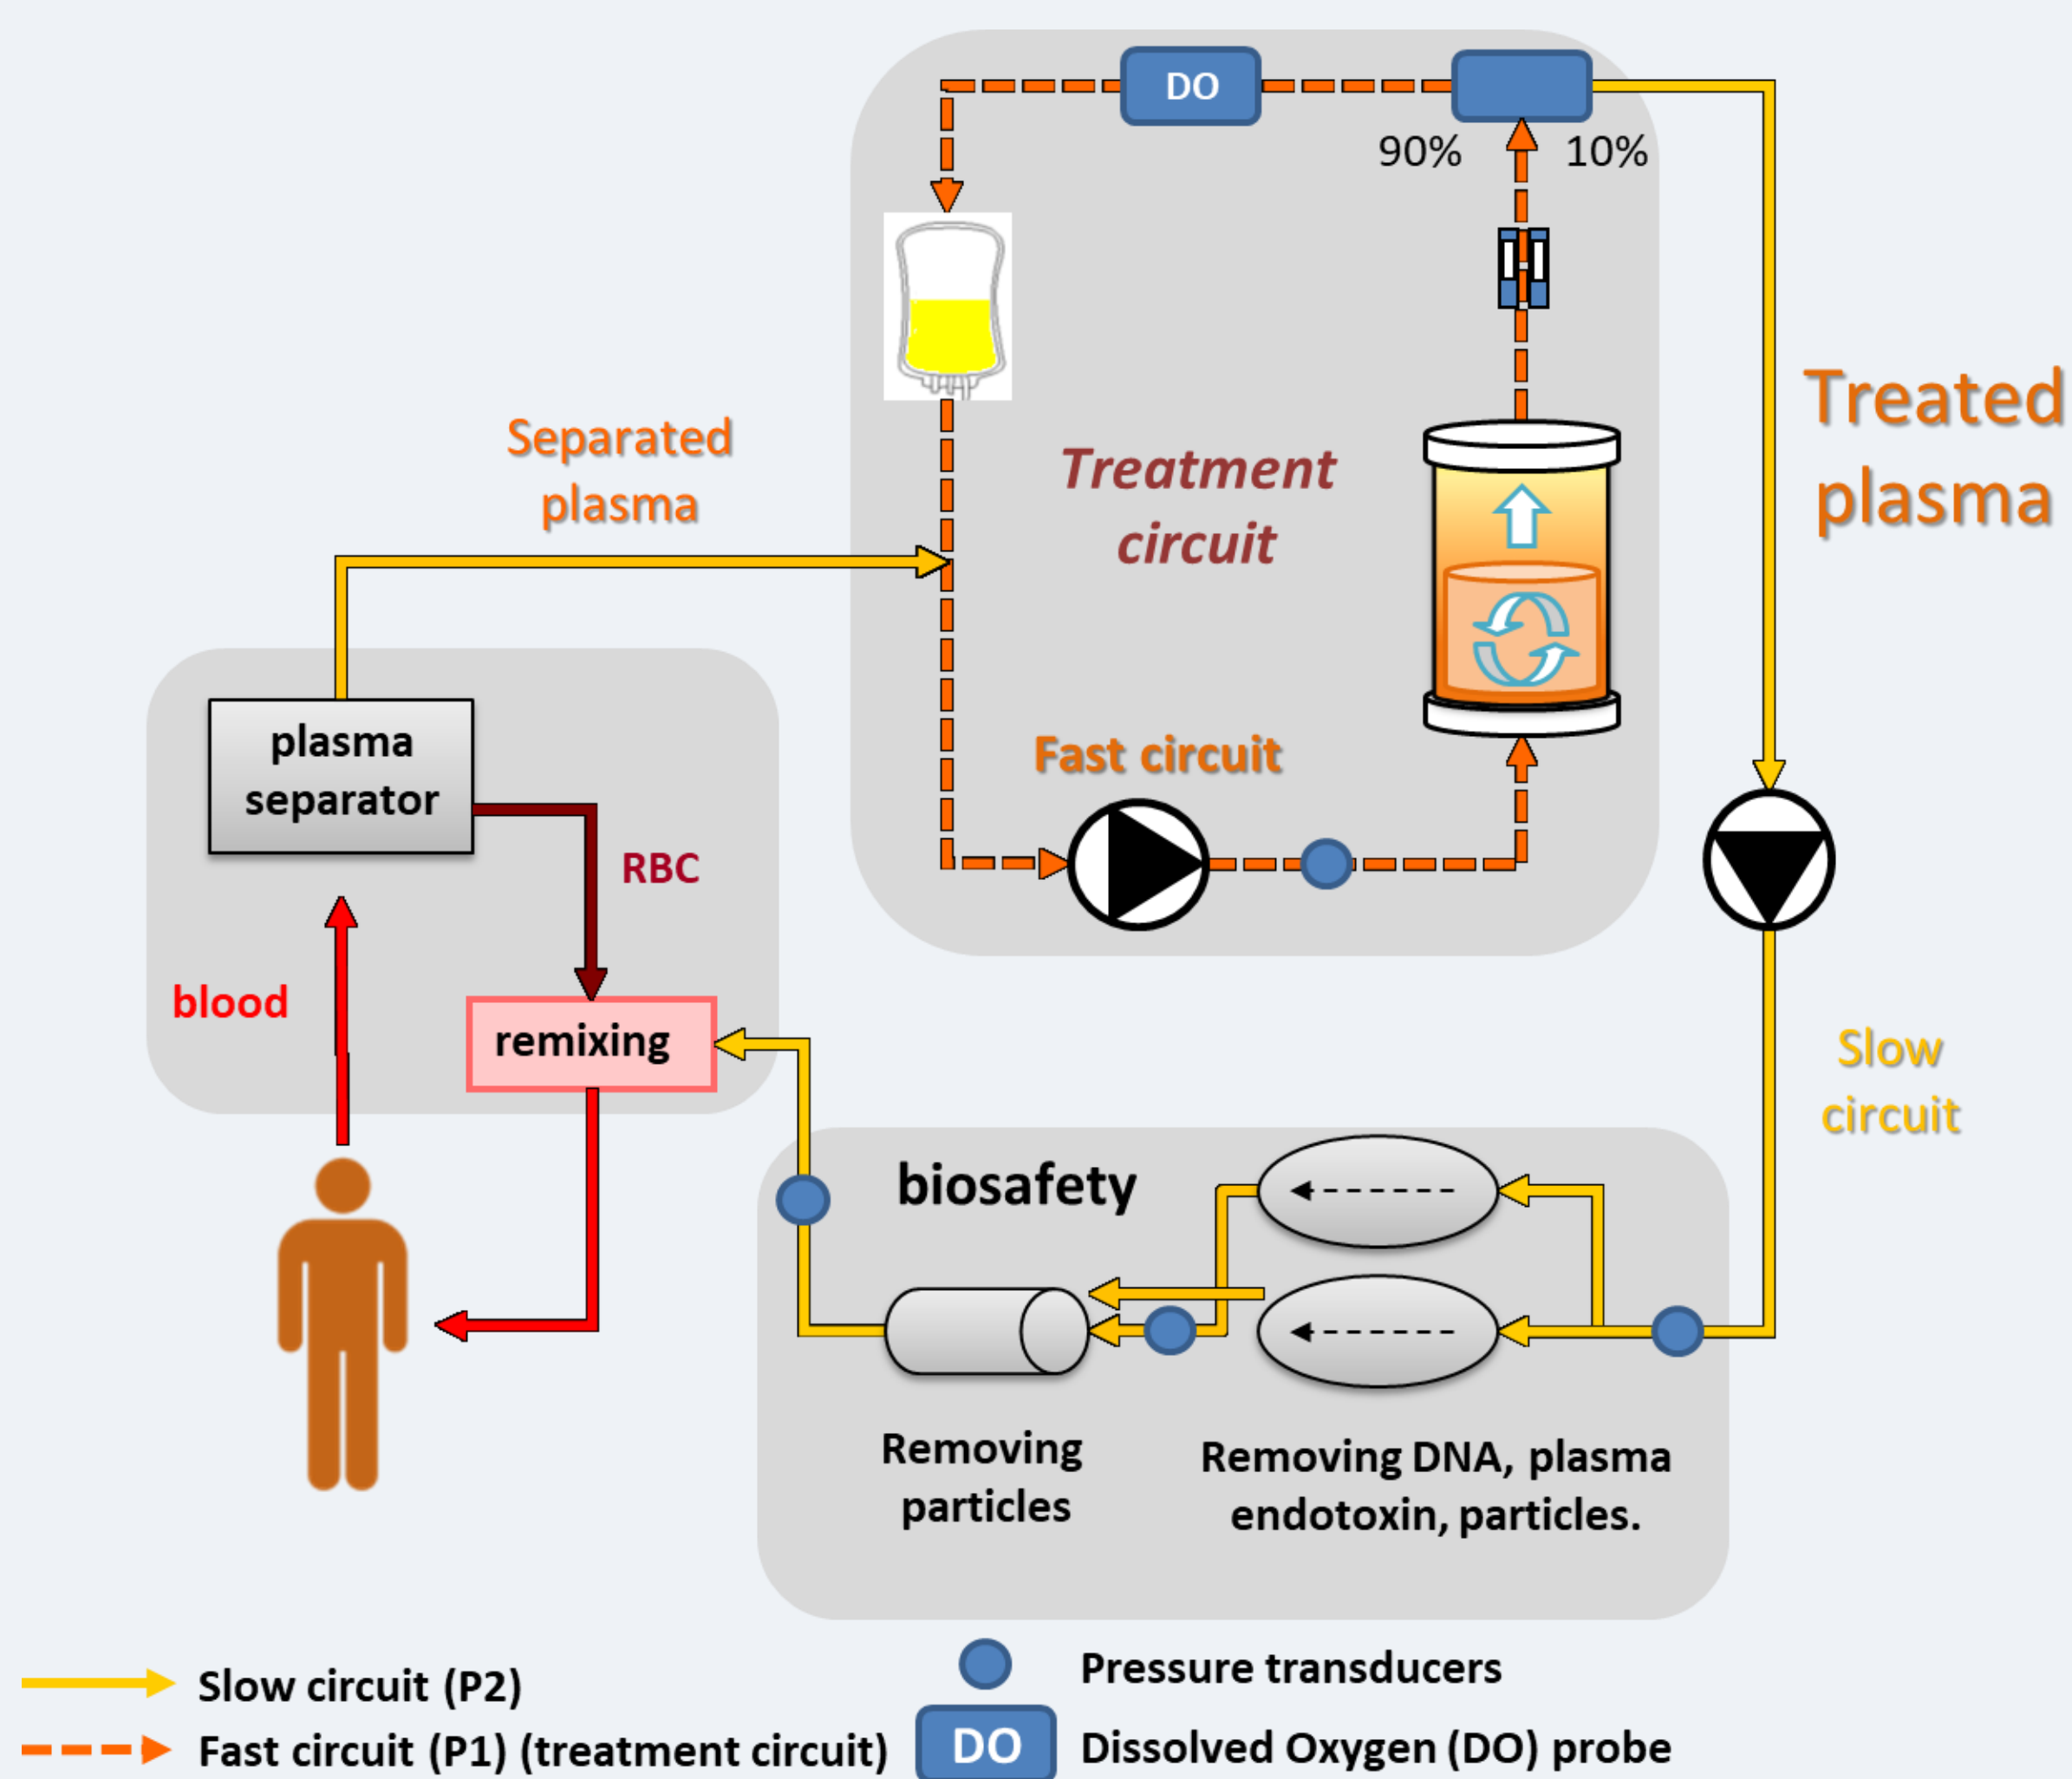 DO
90%
10%
Separated
plasma
Treatment
circuit
Treated
plasma
plasma
separator
Fast circuit
RBC
blood
remixing
Slow
circuit
biosafety
Removing
particles
Removing DNA, plasma
endotoxin, particles.
Slow circuit (P2)
Pressure transducers
Fast circuit (P1) (treatment circuit)
DO
Dissolved Oxygen (DO) probe